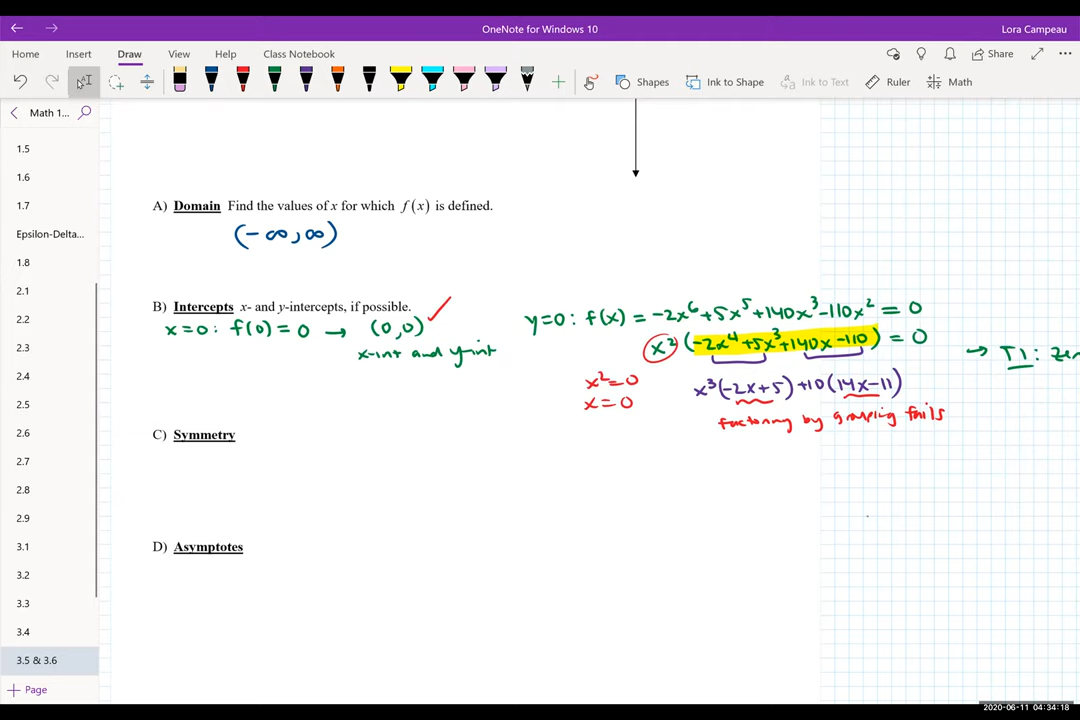 OneNote for Windows 10
Lora Campeau
Home Insert Draw View Help Class Notebook Share
Shapes Ink to Shape Ink to Text Ruler Math
Math 1...
1.5
1.6
1.7
Epsilon-Delta...
1.8
2.1
2.2
2.3
2.4
2.5
2.6
2.7
2.8
2.9
3.1
3.2
3.3
3.4
3.5 & 3.6
Page
A) Domain Find the values of x for which f(x) is defined.
(-∞,∞)
B) Intercepts x- and y-intercepts, if possible.
x=0: f(0)=0 → (0,0)
x-int and y-int
y=0: f(x) = -2x⁶+5x⁵+140x³-110x² = 0
x²(-2x⁴+5x³+140x-110) = 0
→ T1: zer
x²=0
x=0
x³(-2x+5)+10(14x-11)
factoring by grouping fails
C) Symmetry
D) Asymptotes
2020-06-11 04:34:18